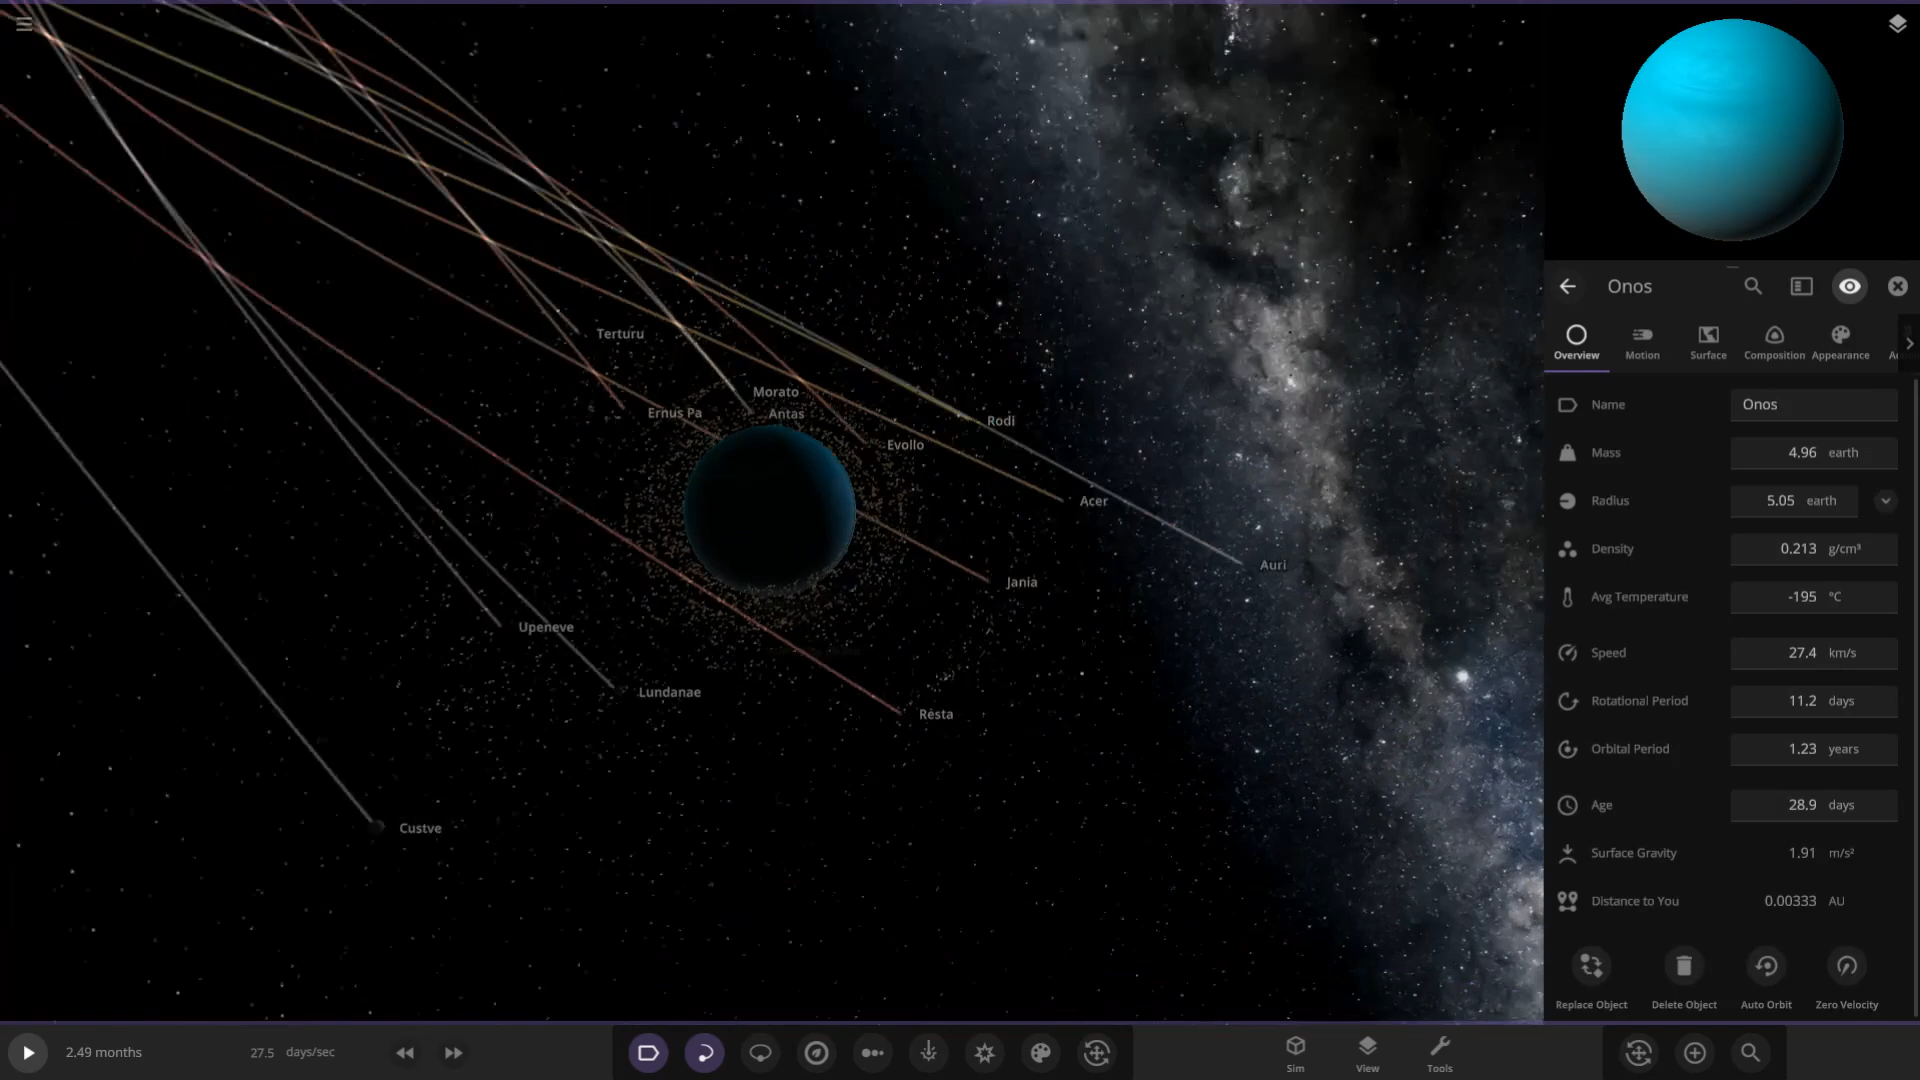 Terturu
Morato
Ernus Pa
Antas
Rodi
Evollo
Acer
Auri
Jania
Upeneve
Lundanae
Rèsta
Custve
Onos
Overview
Motion
Surface
Composition
Appearance
Name Onos
Mass 4.96 earth
Radius 5.05 earth
Density 0.213 g/cm³
Avg Temperature -195 °C
Speed 27.4 km/s
Rotational Period 11.2 days
Orbital Period 1.23 years
Age 28.9 days
Surface Gravity 1.91 m/s²
Distance to You 0.00333 AU
Replace Object
Delete Object
Auto Orbit
Zero Velocity
2.49 months
27.5 days/sec
Sim
View
Tools